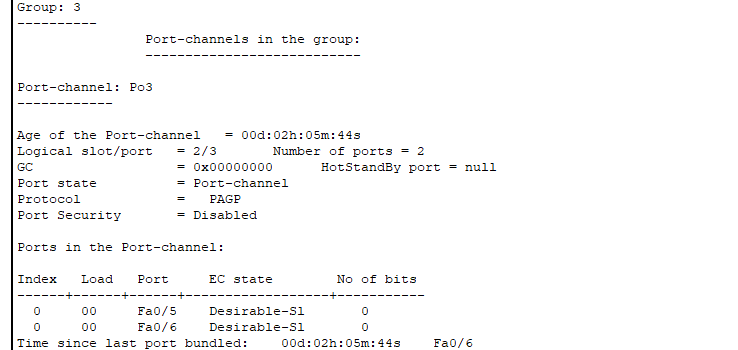 Group: 3
----------
Port-channels in the group:
---------------------------
Port-channel: Po3
------------
Age of the Port-channel = 00d:02h:05m:44s
Logical slot/port = 2/3 Number of ports = 2
GC = 0x00000000 HotStandBy port = null
Port state = Port-channel
Protocol = PAGP
Port Security = Disabled
Ports in the Port-channel:
Index Load Port EC state No of bits
------+------+------+------------------+-----------
0 00 Fa0/5 Desirable-Sl 0
0 00 Fa0/6 Desirable-Sl 0
Time since last port bundled: 00d:02h:05m:44s Fa0/6